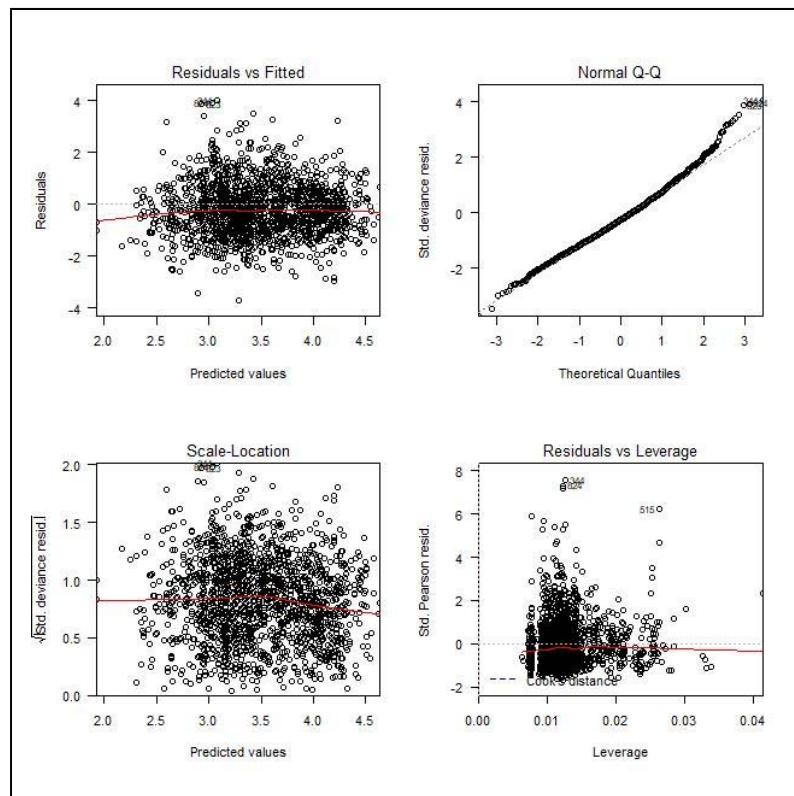 Residuals vs Fitted
4
2
0
-2
-4
Residuals
2.0 2.5 3.0 3.5 4.0 4.5
Predicted values
Normal Q-Q
4
2
0
-2
Std. deviance resid.
-3 -2 -1 0 1 2 3
Theoretical Quantiles
Scale-Location
2.0
1.5
1.0
0.5
0.0
√|Std. deviance resid.|
2.0 2.5 3.0 3.5 4.0 4.5
Predicted values
Residuals vs Leverage
8
6
4
2
0
-2
Std. Pearson resid.
344
824
515
Cook's distance
0.00 0.01 0.02 0.03 0.04
Leverage